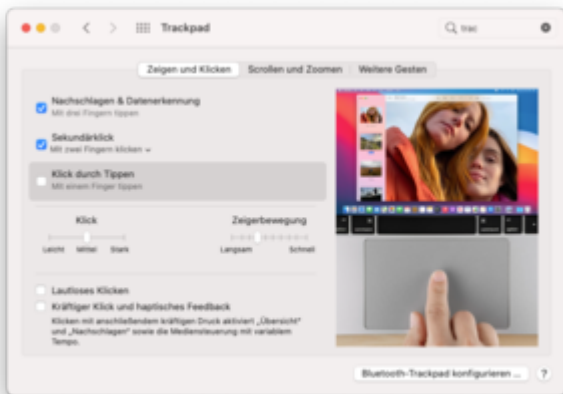 Trackpad
trac
Zeigen und Klicken
Scrollen und Zoomen
Weitere Gesten
Nachschlagen & Datenerkennung
Mit drei Fingern tippen
Sekundärklick
Mit zwei Fingern klicken
Klick durch Tippen
Mit einem Finger tippen
Klick
Leicht Mittel Stark
Zeigerbewegung
Langsam Schnell
Lautloses Klicken
Kräftiger Klick und haptisches Feedback
Klicken mit anschließendem kräftigen Druck aktiviert „Übersicht"
und „Nachschlagen" sowie die Mediensteuerung mit variablem
Tempo.
Bluetooth-Trackpad konfigurieren ...
?